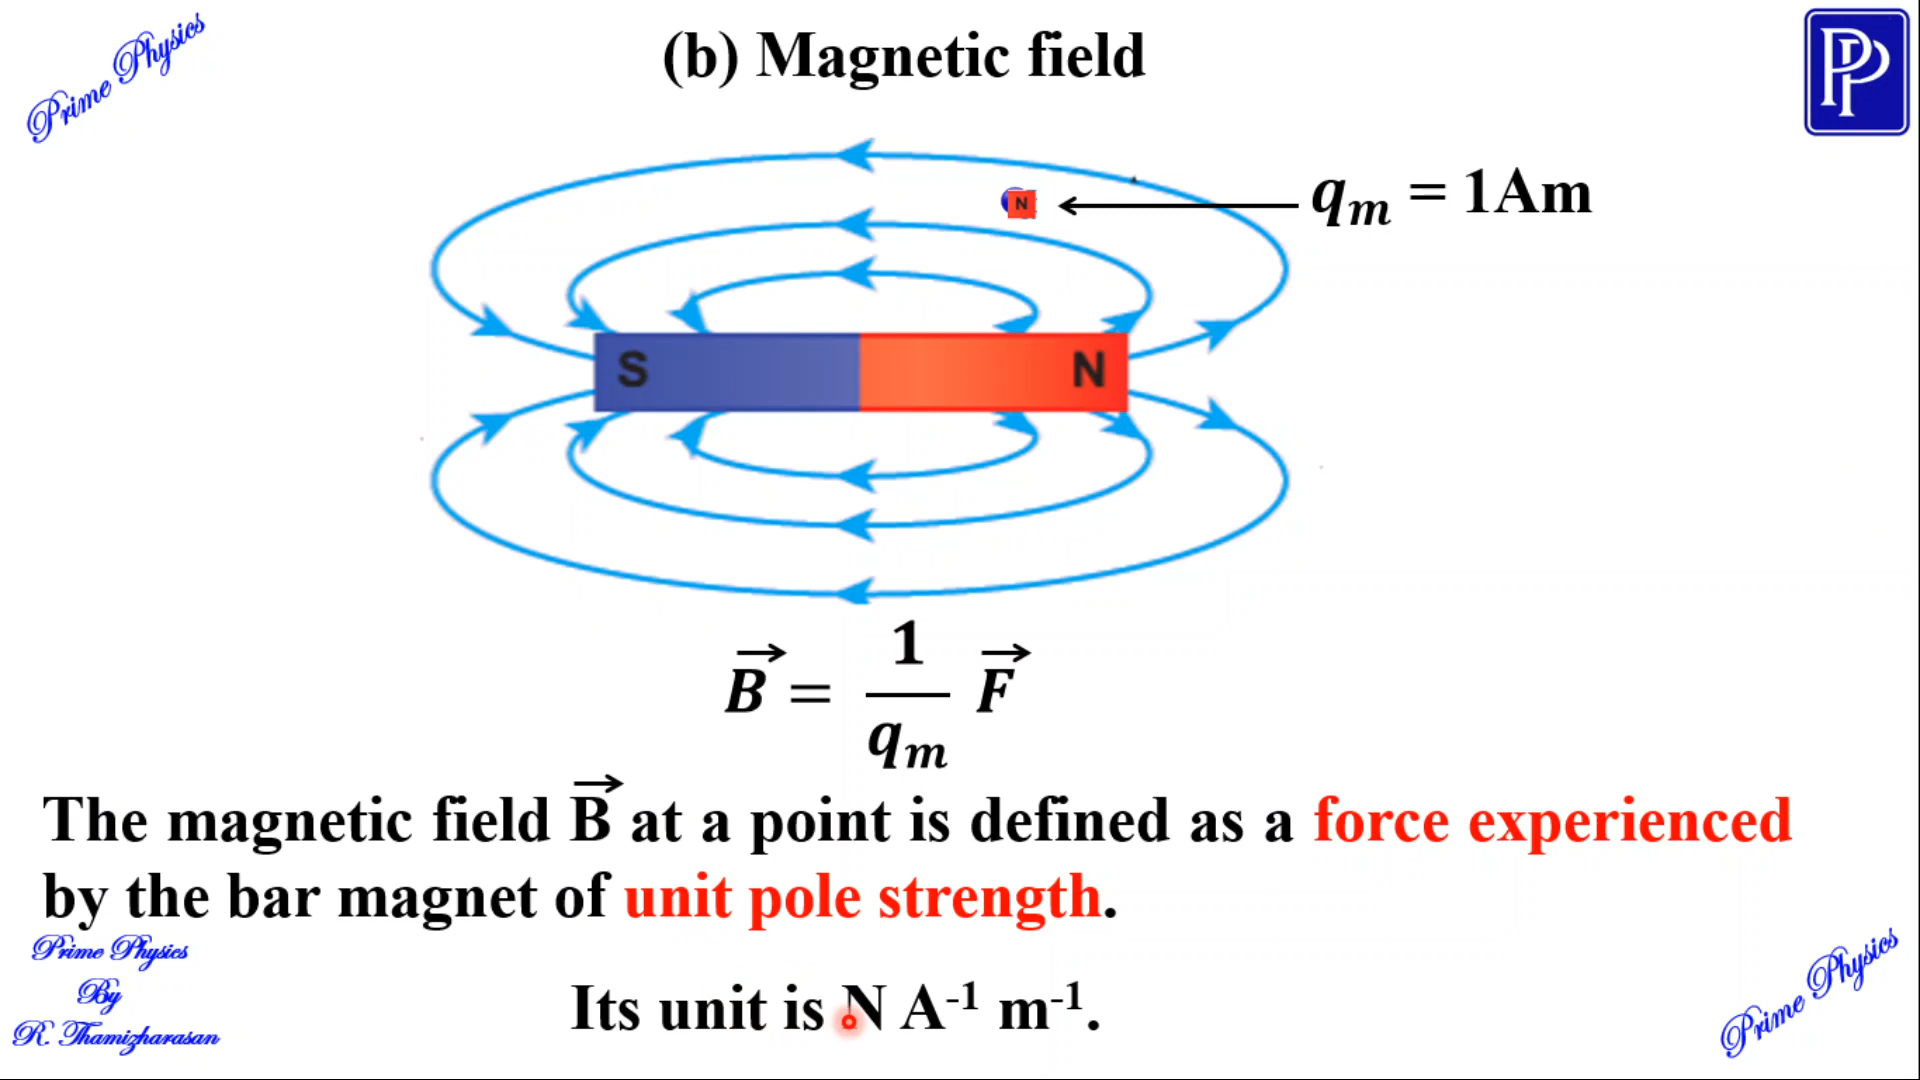 Prime Physics
(b) Magnetic field
PP
N
qₘ = 1Am
S
N
B⃗ = 1/qₘ F⃗
The magnetic field B⃗ at a point is defined as a force experienced
by the bar magnet of unit pole strength.
Prime Physics
By
R. Thamizharasan
Its unit is N A⁻¹ m⁻¹.
Prime Physics